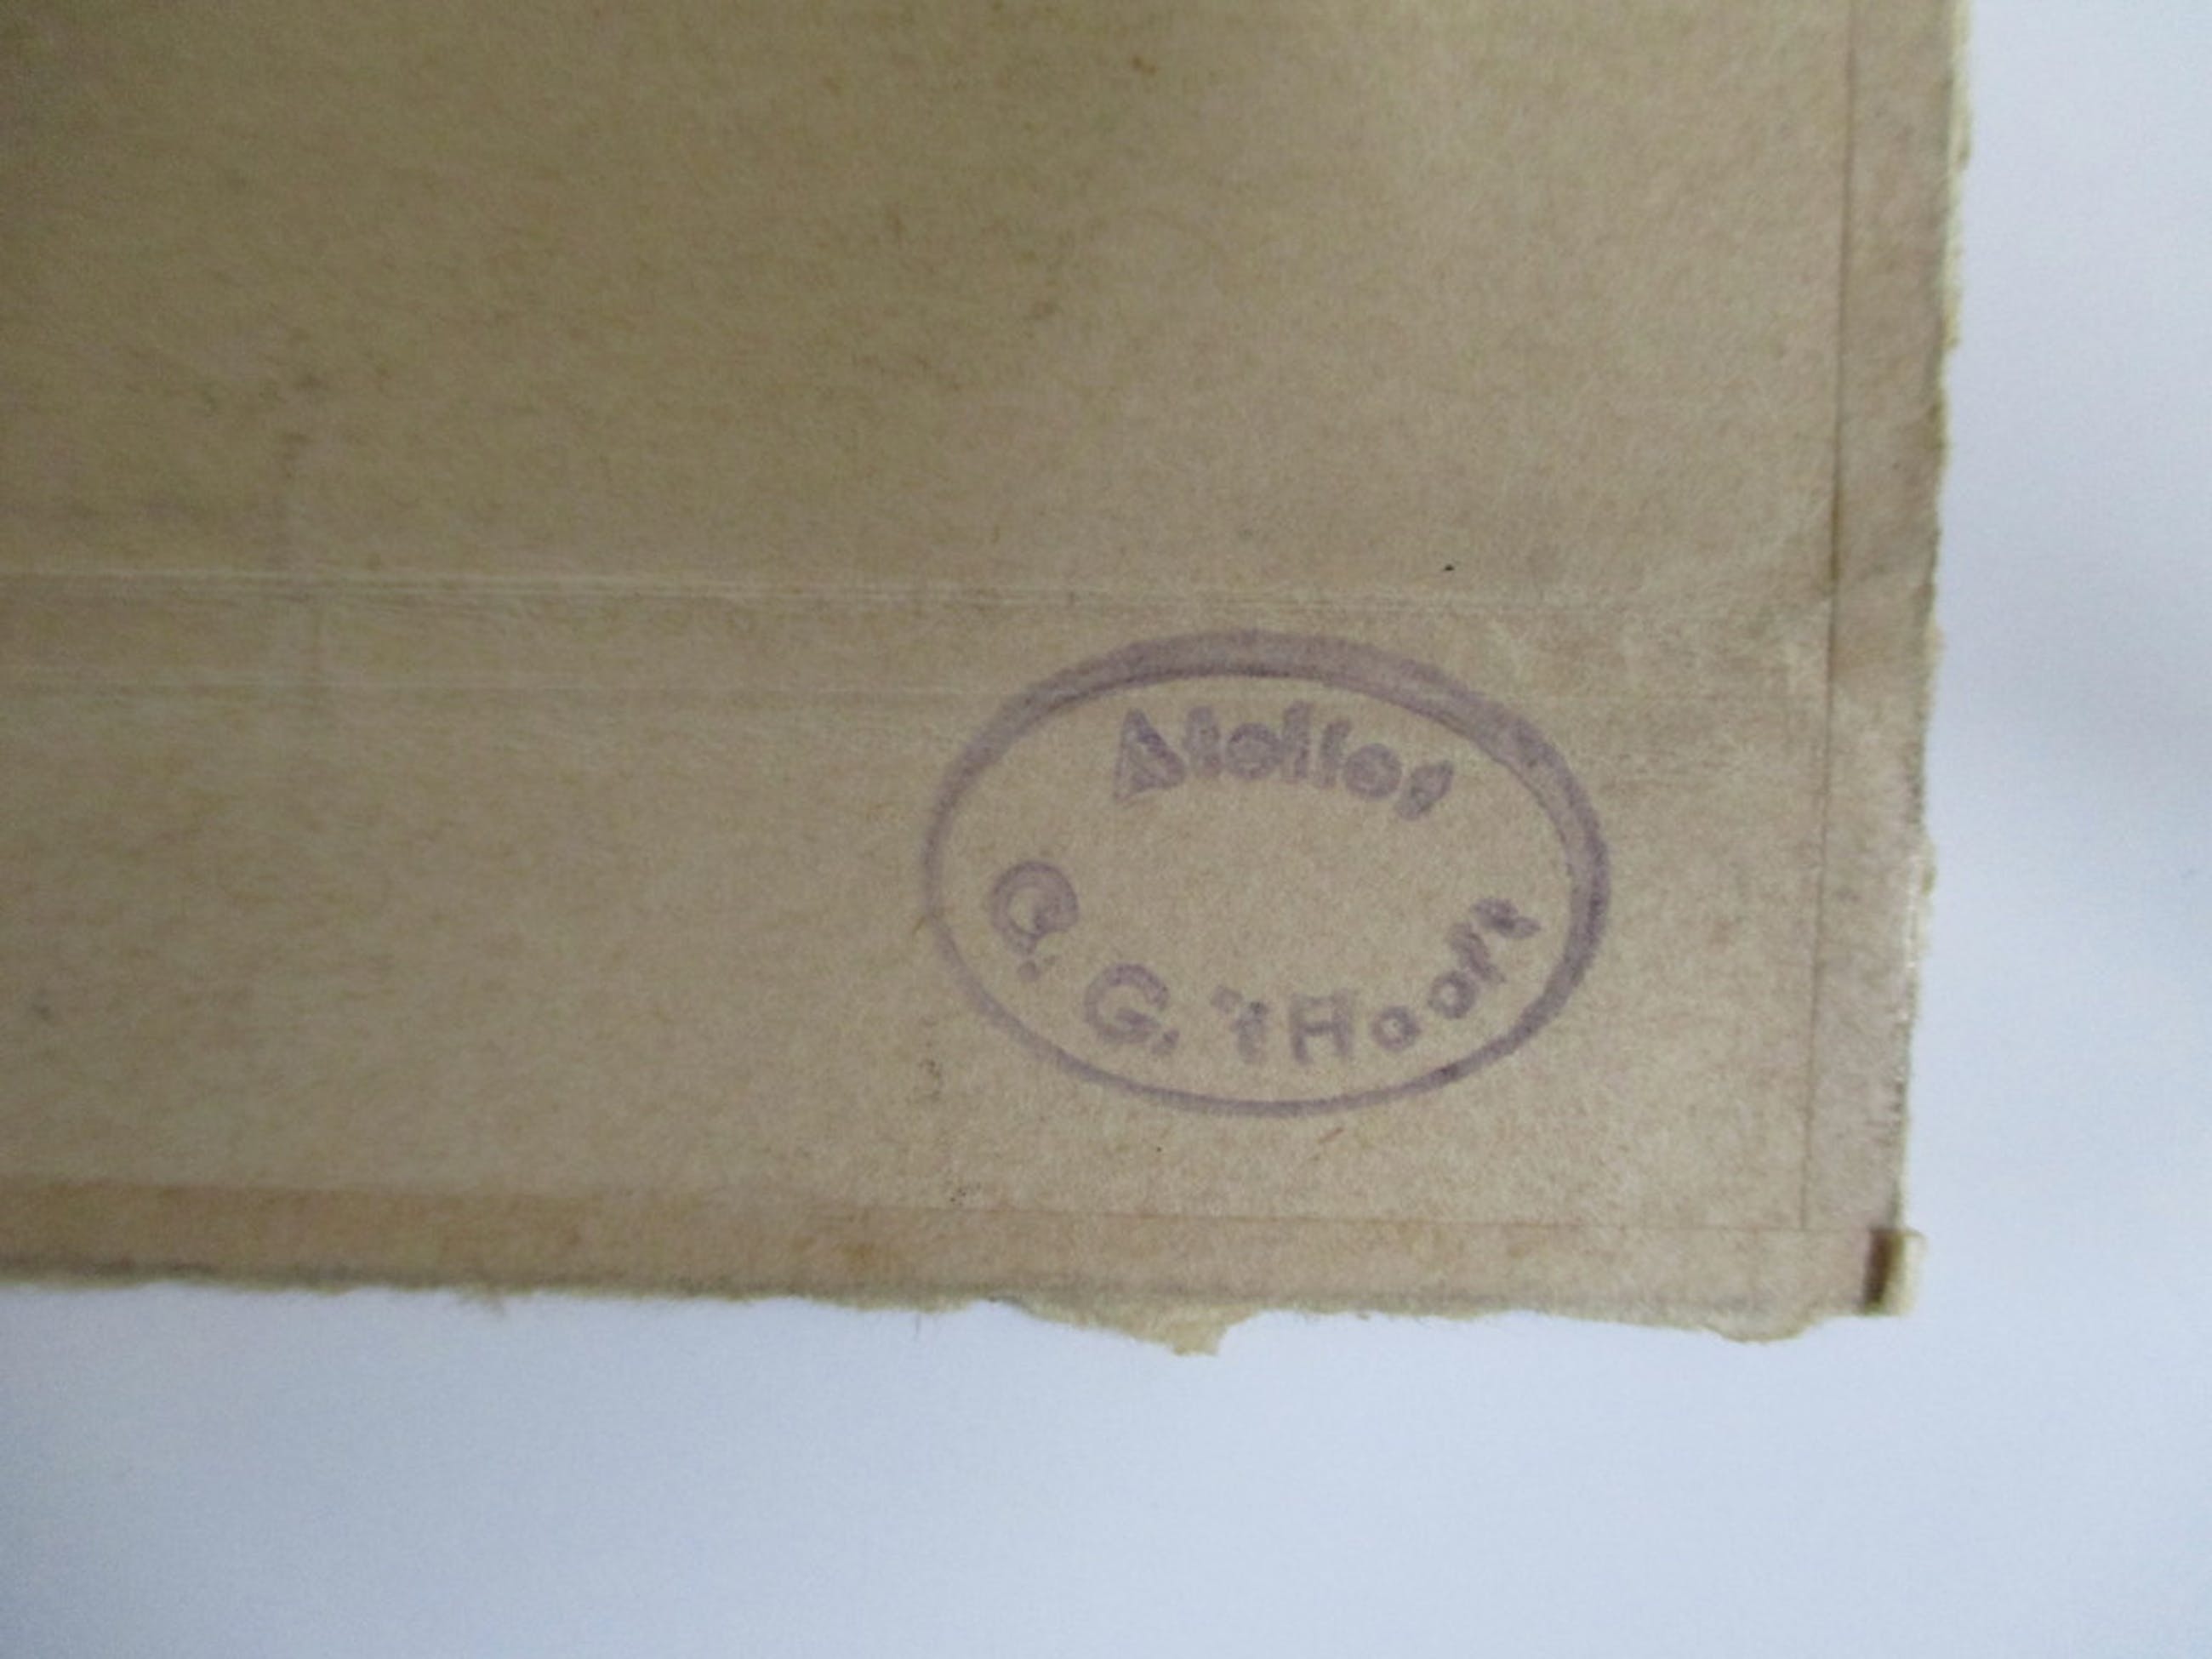 Atelier
C. G. 't Hooft